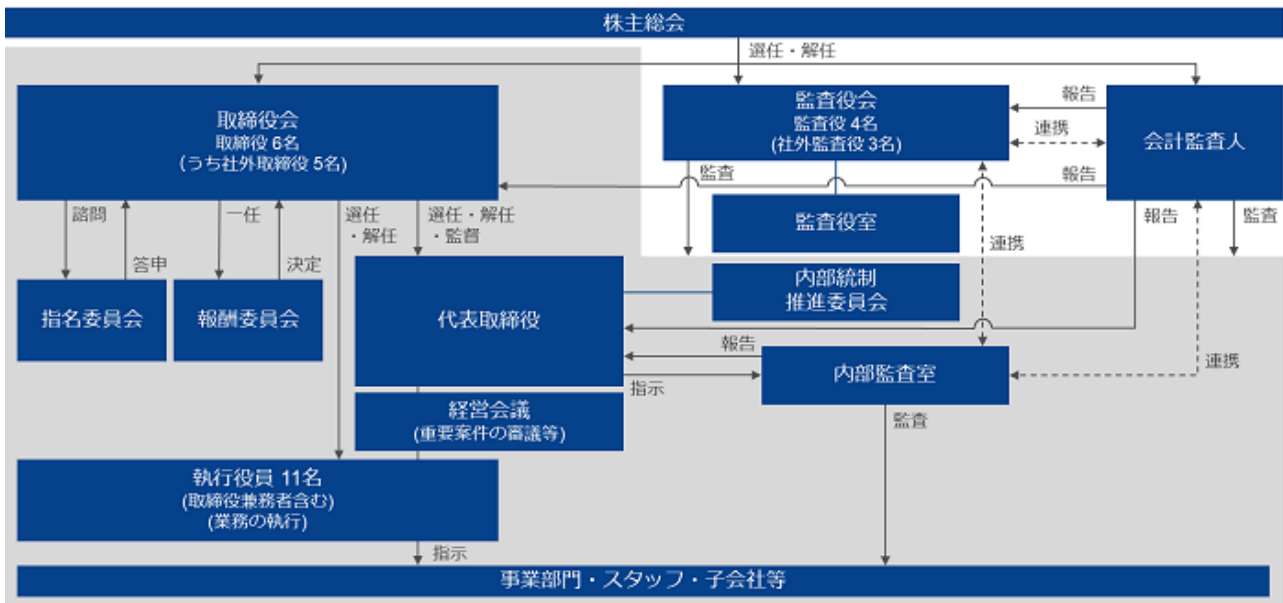 株主総会
選任・解任
取締役会
取締役 6名
(うち社外取締役 5名)
監査役会
監査役 4名
(社外監査役 3名)
報告
連携
会計監査人
監査
報告
監査役室
諮問
一任
選任
・解任
選任・解任
・監督
連携
報告
監査
答申
決定
指名委員会
報酬委員会
代表取締役
内部統制
推進委員会
報告
指示
内部監査室
連携
経営会議
(重要案件の審議等)
監査
執行役員 11名
(取締役兼務者含む)
(業務の執行)
指示
事業部門・スタッフ・子会社等